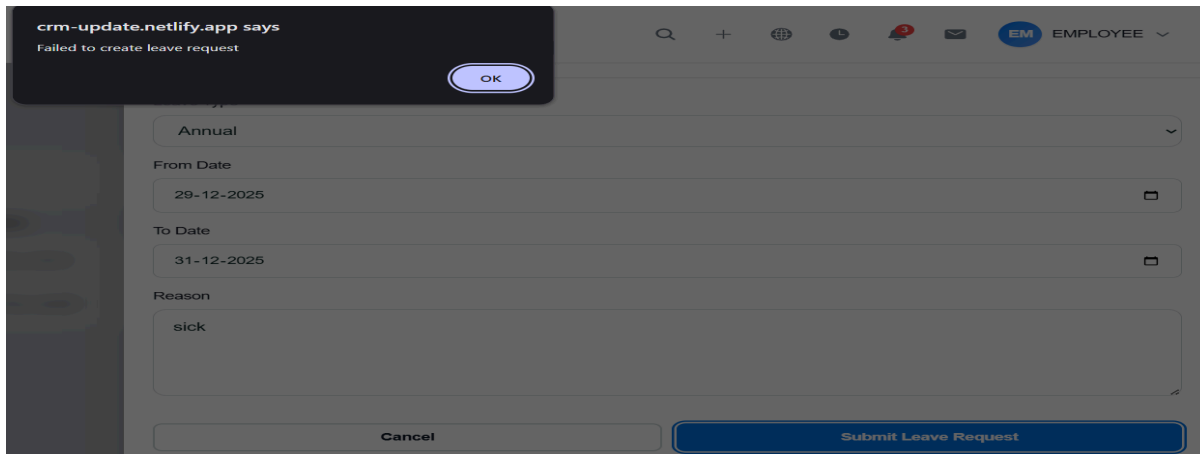 crm-update.netlify.app says
Failed to create leave request
OK
3
EM
EMPLOYEE
Annual
From Date
29-12-2025
To Date
31-12-2025
Reason
sick
Cancel
Submit Leave Request